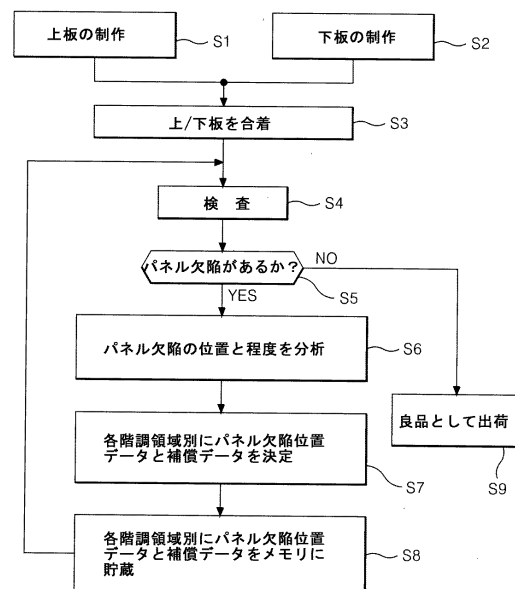 上板の制作
S1
下板の制作
S2
上/下板を合着
S3
検 査
S4
パネル欠陥があるか?
NO
S5
YES
パネル欠陥の位置と程度を分析
S6
良品として出荷
S9
各階調領域別にパネル欠陥位置
データと補償データを決定
S7
各階調領域別にパネル欠陥位置
データと補償データをメモリに
貯蔵
S8